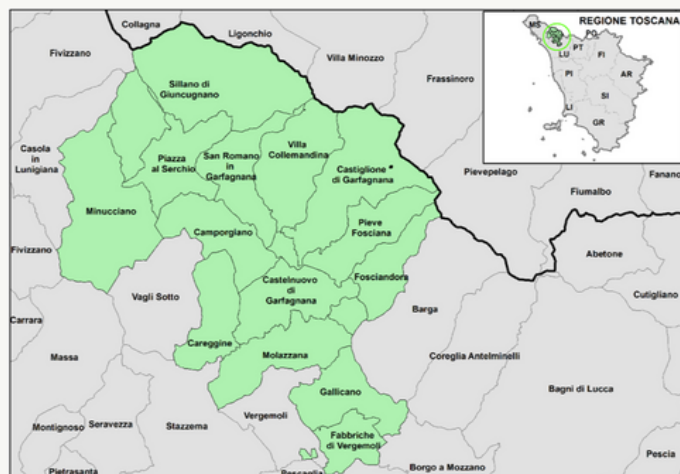 REGIONE TOSCANA
MS
PO
LU
PT
FI
PI
AR
LI
SI
GR
Collagna
Ligonchio
Fivizzano
Villa Minozzo
Frassinoro
Sillano di
Giuncugnano
Casola
in
Lunigiana
Piazza
al Serchio
San Romano
in
Garfagnana
Villa
Collemandina
Castiglione
di Garfagnana
Pievepelago
Fiumalbo
Fanano
Minucciano
Camporgiano
Pieve
Fosciana
Fivizzano
Abetone
Vagli Sotto
Castelnuovo
di
Garfagnana
Fosciandora
Cutigliano
Carrara
Barga
Massa
Careggine
Molazzana
Coreglia Antelminelli
Bagni di Lucca
Gallicano
Montignoso
Seravezza
Stazzema
Vergemoli
Fabbriche
di Vergemoli
Pescia
Pietrasanta
Pescaglia
Borgo a Mozzano